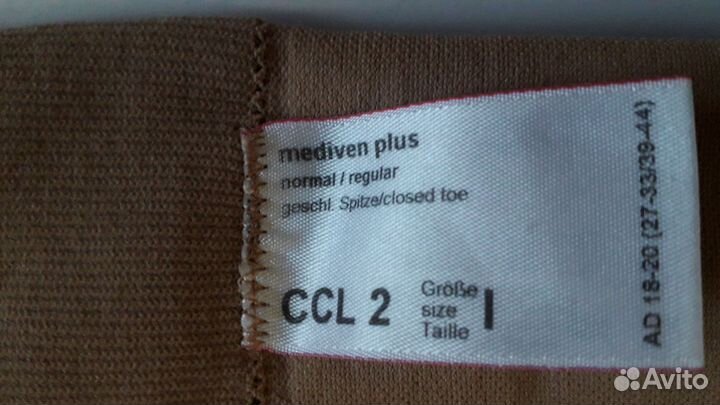 mediven plus
normal / regular
geschl. Spitze/closed toe
CCL 2
Größe
size
Taille
I
AD 18-20 (27-33/39-44)
Avito